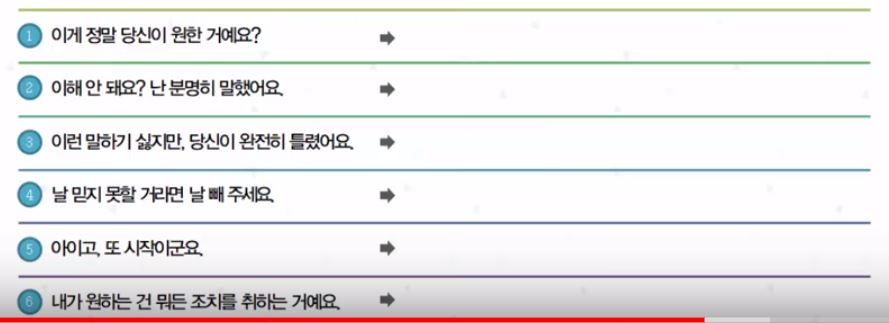 1 이게 정말 당신이 원한 거예요? ➡
2 이해 안 돼요? 난 분명히 말했어요. ➡
3 이런 말하기 싫지만, 당신이 완전히 틀렸어요. ➡
4 날 믿지 못할 거라면 날 빼 주세요. ➡
5 아이고, 또 시작이군요. ➡
6 내가 원하는 건 뭐든 조치를 취하는 거예요. ➡